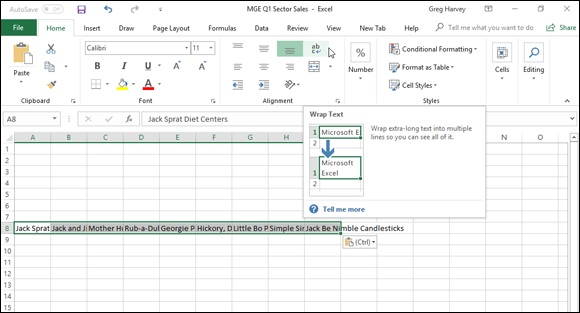 AutoSave Off MGE Q1 Sector Sales - Excel Greg Harvey
File Home Insert Page Layout Formulas Data Review View New Tab Tell me what you want to do Share
Paste
Calibri 11
B I U
A A
ab
Number
%
Conditional Formatting
Format as Table
Cell Styles
Cells
Editing
Clipboard Font Alignment Styles
A8 fx Jack Sprat Diet Centers
Wrap Text
1 Microsoft E
2
Microsoft
1 Excel
2
Wrap extra-long text into multiple
lines so you can see all of it.
Tell me more
A B C D E F G H N O P
1
2
3
4
5
6
7
8 Jack Sprat Jack and Ji Mother Hi Rub-a-Dul Georgie P Hickory, D Little Bo P Simple Sin Jack Be Nimble Candlesticks
(Ctrl)
9
10
11
12
13
14
15